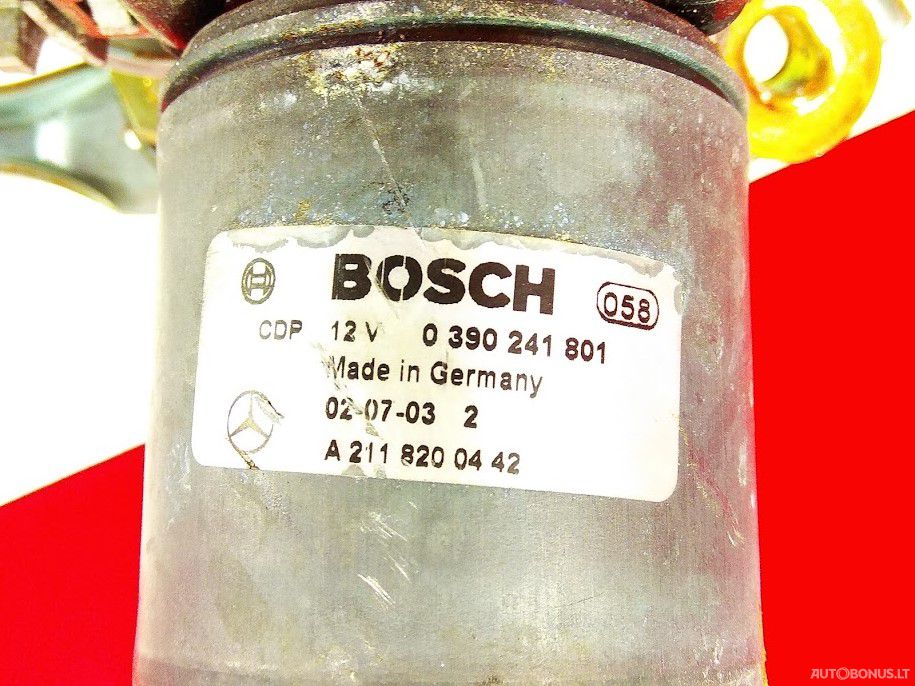 BOSCH 058
CDP 12 V 0 390 241 801
Made in Germany
02-07-03 2
A 211 820 04 42
AUTOBONUS.LT